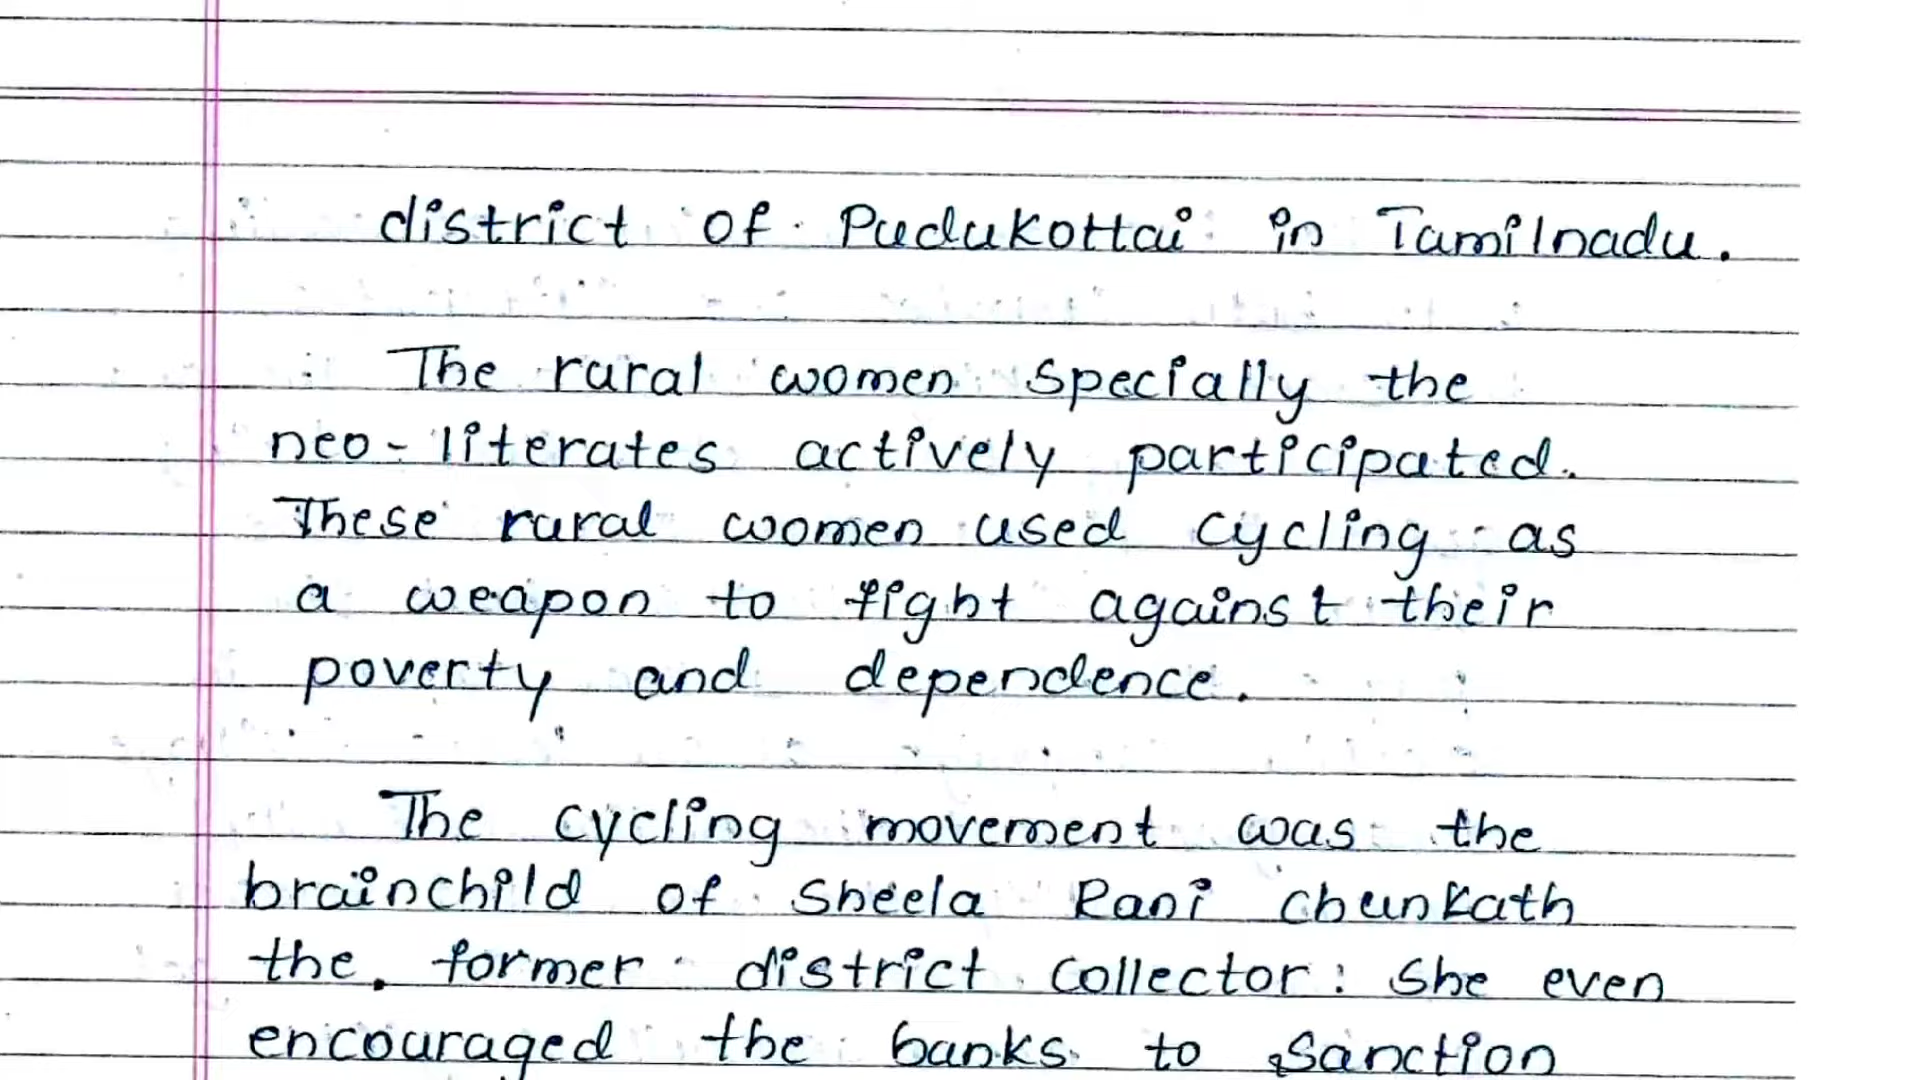 district of Pudukottai in Tamilnadu.
The rural women specially the
neo-literates actively participated.
These rural women used cycling as
a weapon to fight against their
poverty and dependence.
The cycling movement was the
brainchild of Sheela Rani chunkath
the, former district collector. She even
encouraged the banks to sanction